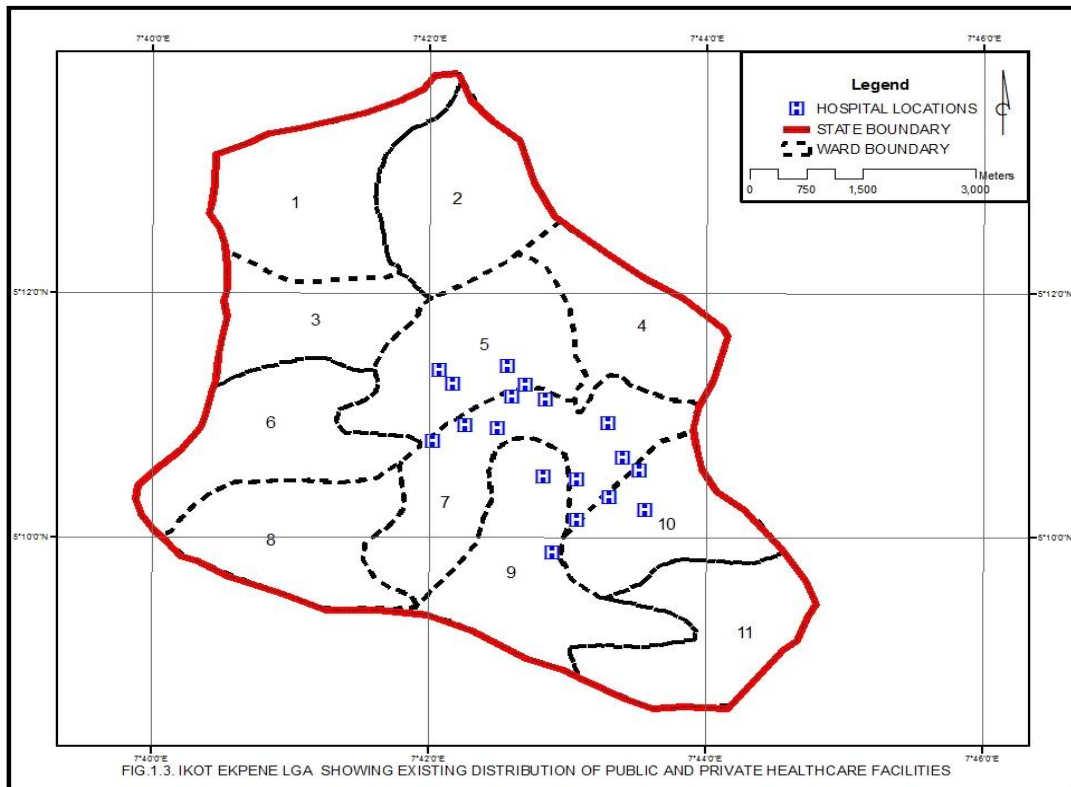 7°40'0"E 7°42'0"E 7°44'0"E 7°46'0"E
Legend
H HOSPITAL LOCATIONS
STATE BOUNDARY
WARD BOUNDARY
Meters
0 750 1,500 3,000
1
2
5°12'0"N 5°12'0"N
3
4
5
H H H H H H
6
H H H H
H H
7
H H H H
10
H
5°10'0"N 5°10'0"N
8
H
9
11
7°40'0"E 7°42'0"E 7°44'0"E 7°46'0"E
FIG.1.3. IKOT EKPENE LGA SHOWING EXISTING DISTRIBUTION OF PUBLIC AND PRIVATE HEALTHCARE FACILITIES